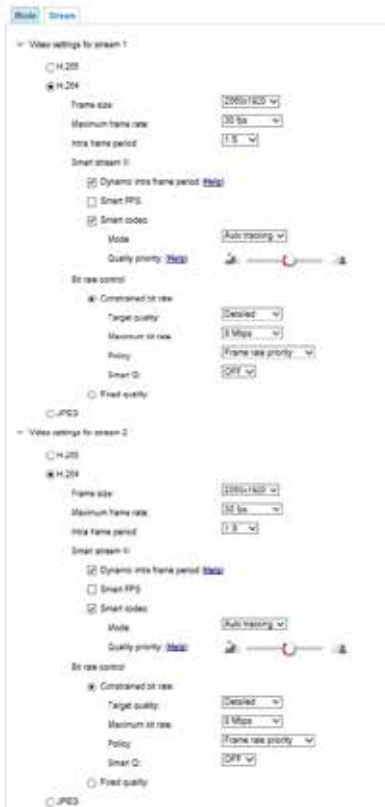 Mode Stream
Video settings for stream 1
H.265
H.264
Frame size: 2560x1920
Maximum frame rate: 30 fps
Intra frame period: 1 S
Smart stream III:
Dynamic intra frame period (Help)
Smart FPS
Smart codec:
Mode: Auto tracking
Quality priority: (Help)
Bit rate control
Constrained bit rate:
Target quality: Detailed
Maximum bit rate:
Policy: Frame rate priority
Smart Q: OFF
Fixed quality:
JPEG
Video settings for stream 2
H.265
H.264
Frame size: 2560x1920
Maximum frame rate: 30 fps
Intra frame period: 1 S
Smart stream III:
Dynamic intra frame period (Help)
Smart FPS
Smart codec:
Mode: Auto tracking
Quality priority: (Help)
Bit rate control
Constrained bit rate:
Target quality: Detailed
Maximum bit rate:
Policy: Frame rate priority
Smart Q: OFF
Fixed quality:
JPEG